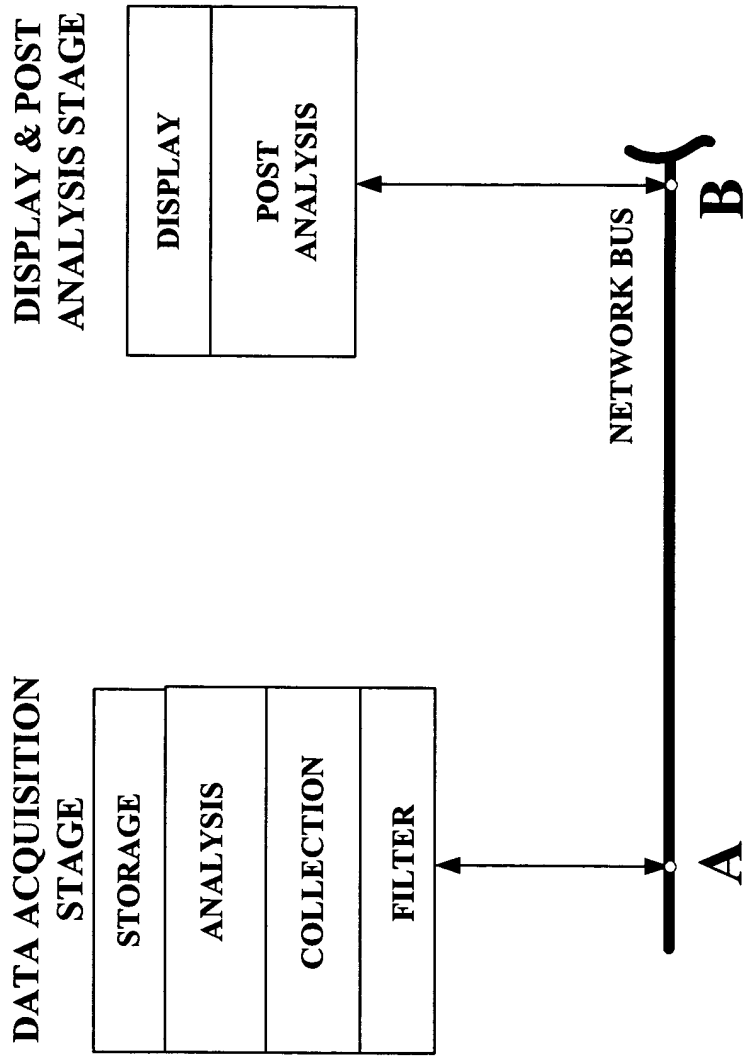 DATA ACQUISITION
STAGE
STORAGE
ANALYSIS
COLLECTION
FILTER
A
DISPLAY & POST
ANALYSIS STAGE
DISPLAY
POST
ANALYSIS
NETWORK BUS
B